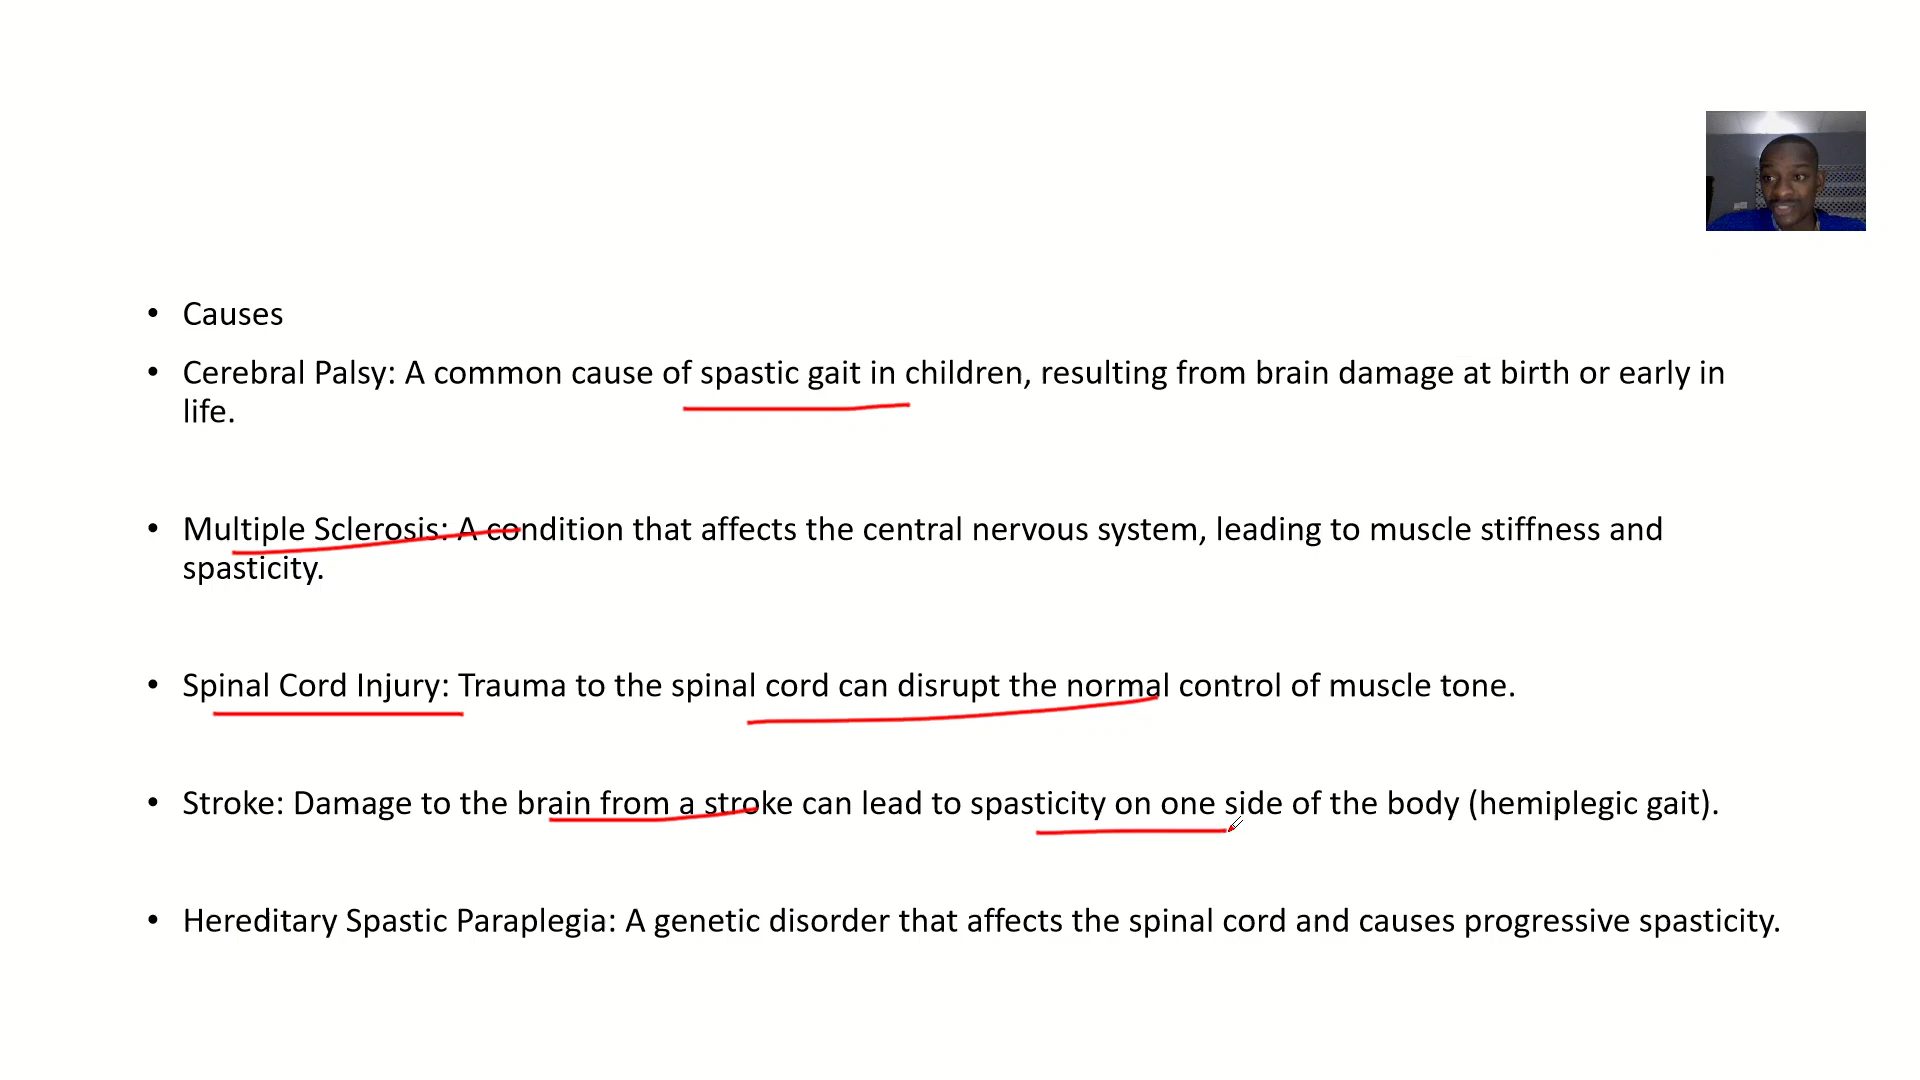 • Causes
• Cerebral Palsy: A common cause of spastic gait in children, resulting from brain damage at birth or early in
life.
• Multiple Sclerosis: A condition that affects the central nervous system, leading to muscle stiffness and
spasticity.
• Spinal Cord Injury: Trauma to the spinal cord can disrupt the normal control of muscle tone.
• Stroke: Damage to the brain from a stroke can lead to spasticity on one side of the body (hemiplegic gait).
• Hereditary Spastic Paraplegia: A genetic disorder that affects the spinal cord and causes progressive spasticity.